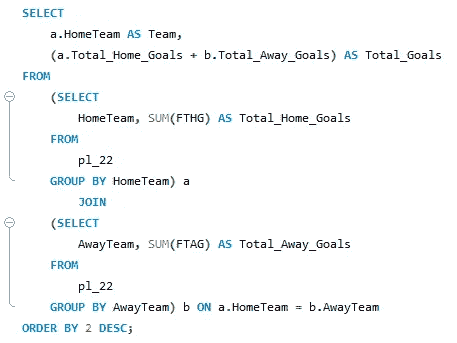 SELECT
a.HomeTeam AS Team,
(a.Total_Home_Goals + b.Total_Away_Goals) AS Total_Goals
FROM
(SELECT
HomeTeam, SUM(FTHG) AS Total_Home_Goals
FROM
pl_22
GROUP BY HomeTeam) a
JOIN
(SELECT
AwayTeam, SUM(FTAG) AS Total_Away_Goals
FROM
pl_22
GROUP BY AwayTeam) b ON a.HomeTeam = b.AwayTeam
ORDER BY 2 DESC;